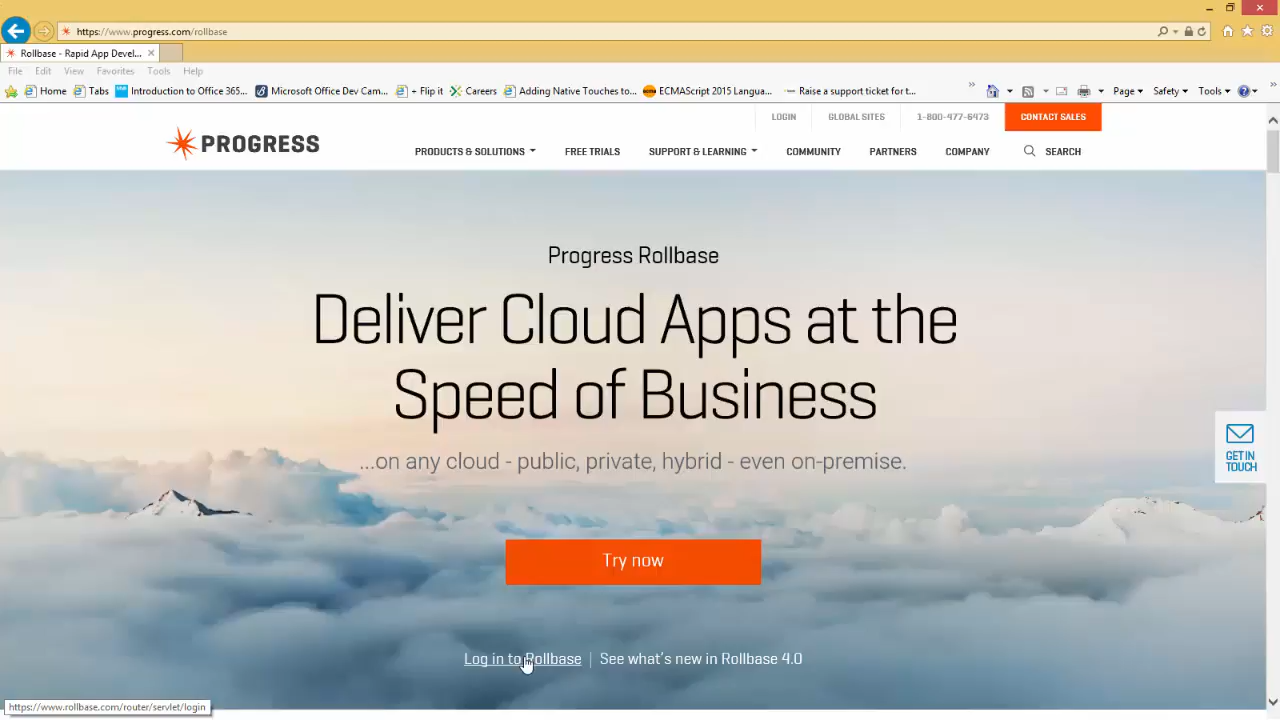 https://www.progress.com/rollbase
Rollbase - Rapid App Devel...
File Edit View Favorites Tools Help
Home Tabs Introduction to Office 365... Microsoft Office Dev Cam... + Flip it Careers Adding Native Touches to... ECMAScript 2015 Langua... Raise a support ticket for t... Page Safety Tools
LOGIN GLOBAL SITES 1-800-477-6473 CONTACT SALES
PROGRESS
PRODUCTS & SOLUTIONS FREE TRIALS SUPPORT & LEARNING COMMUNITY PARTNERS COMPANY SEARCH
Progress Rollbase
Deliver Cloud Apps at the
Speed of Business
...on any cloud - public, private, hybrid - even on-premise.
GET IN
TOUCH
Try now
Log in to Rollbase | See what's new in Rollbase 4.0
https://www.rollbase.com/router/servlet/login